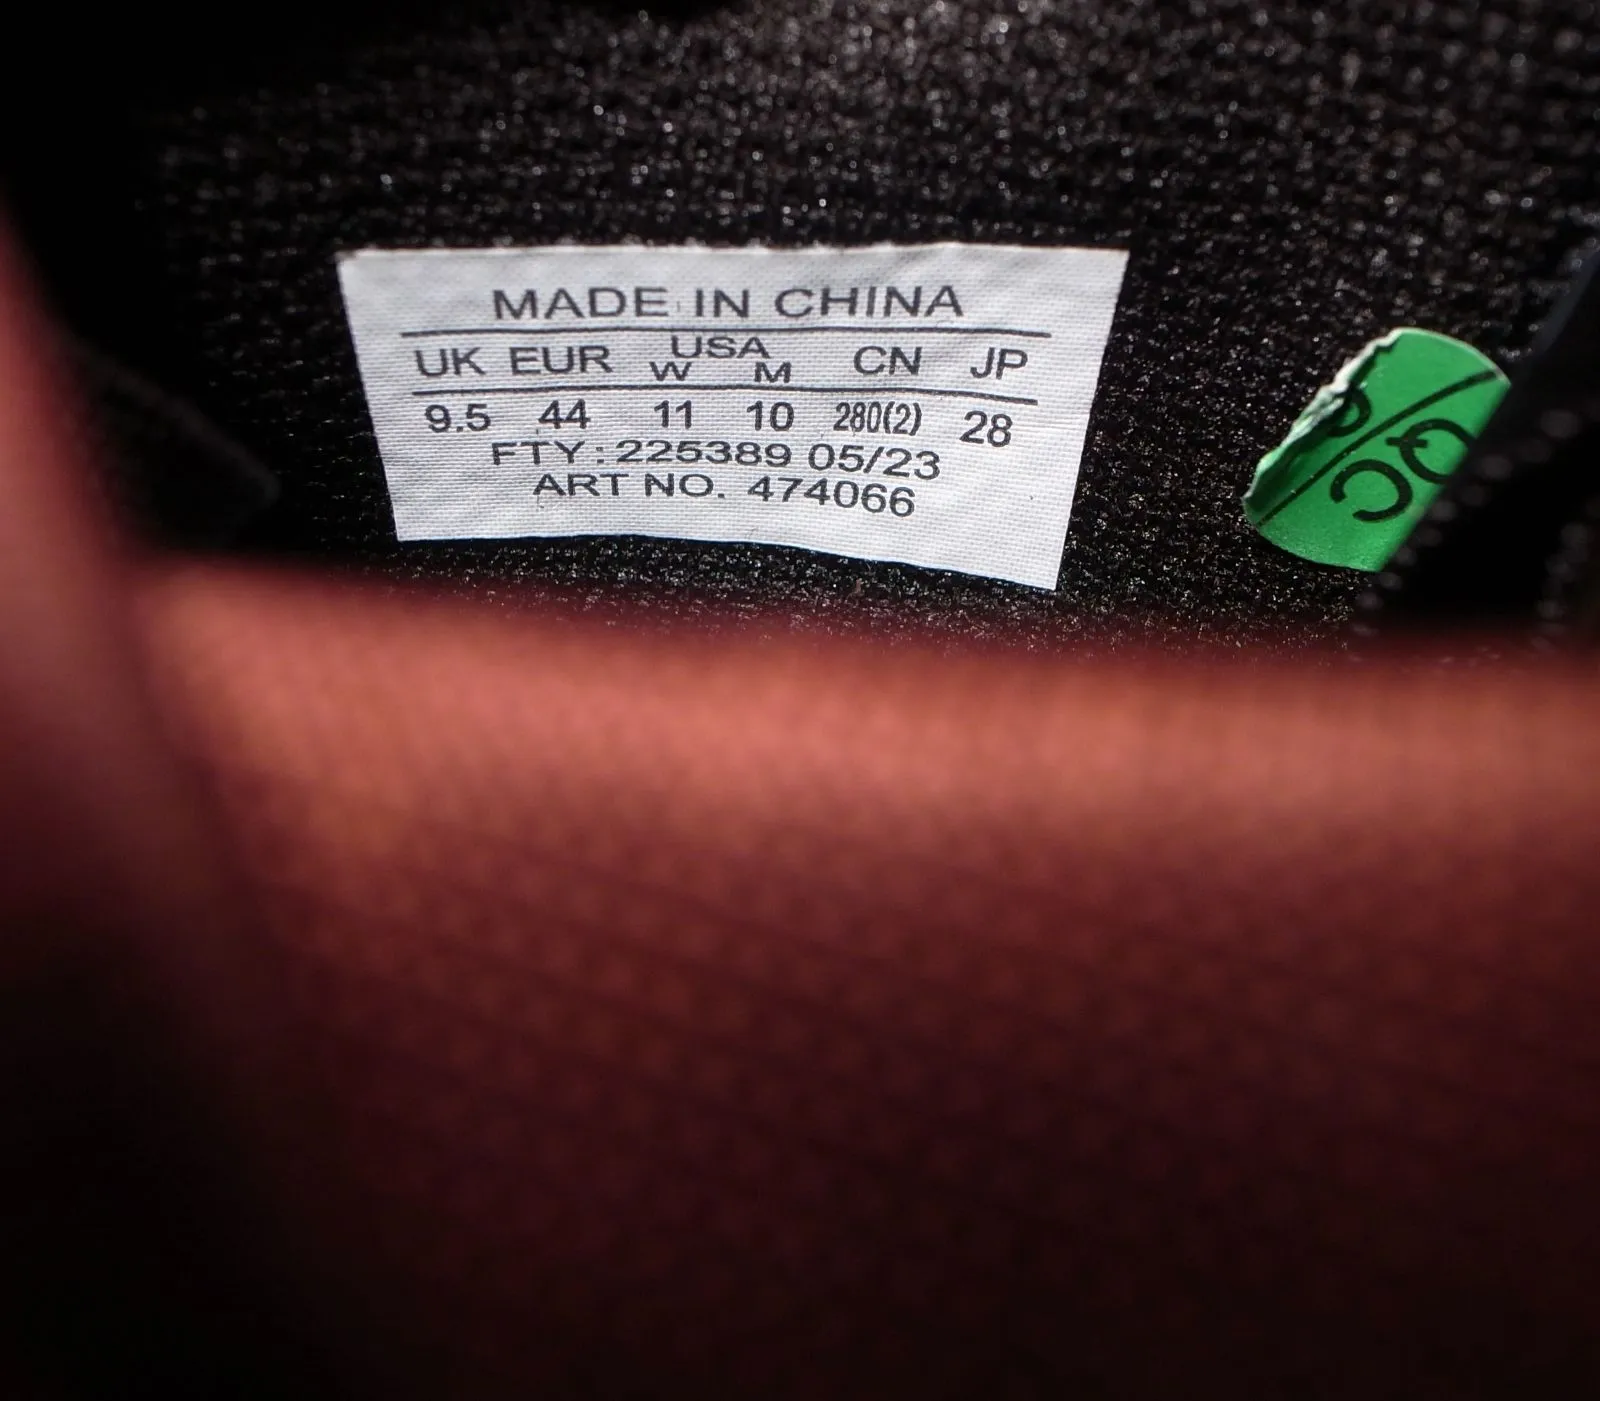 MADE IN CHINA
UK EUR USA CN JP
W M
9.5 44 11 10 280(2) 28
FTY: 225389 05/23
ART NO. 474066
QC